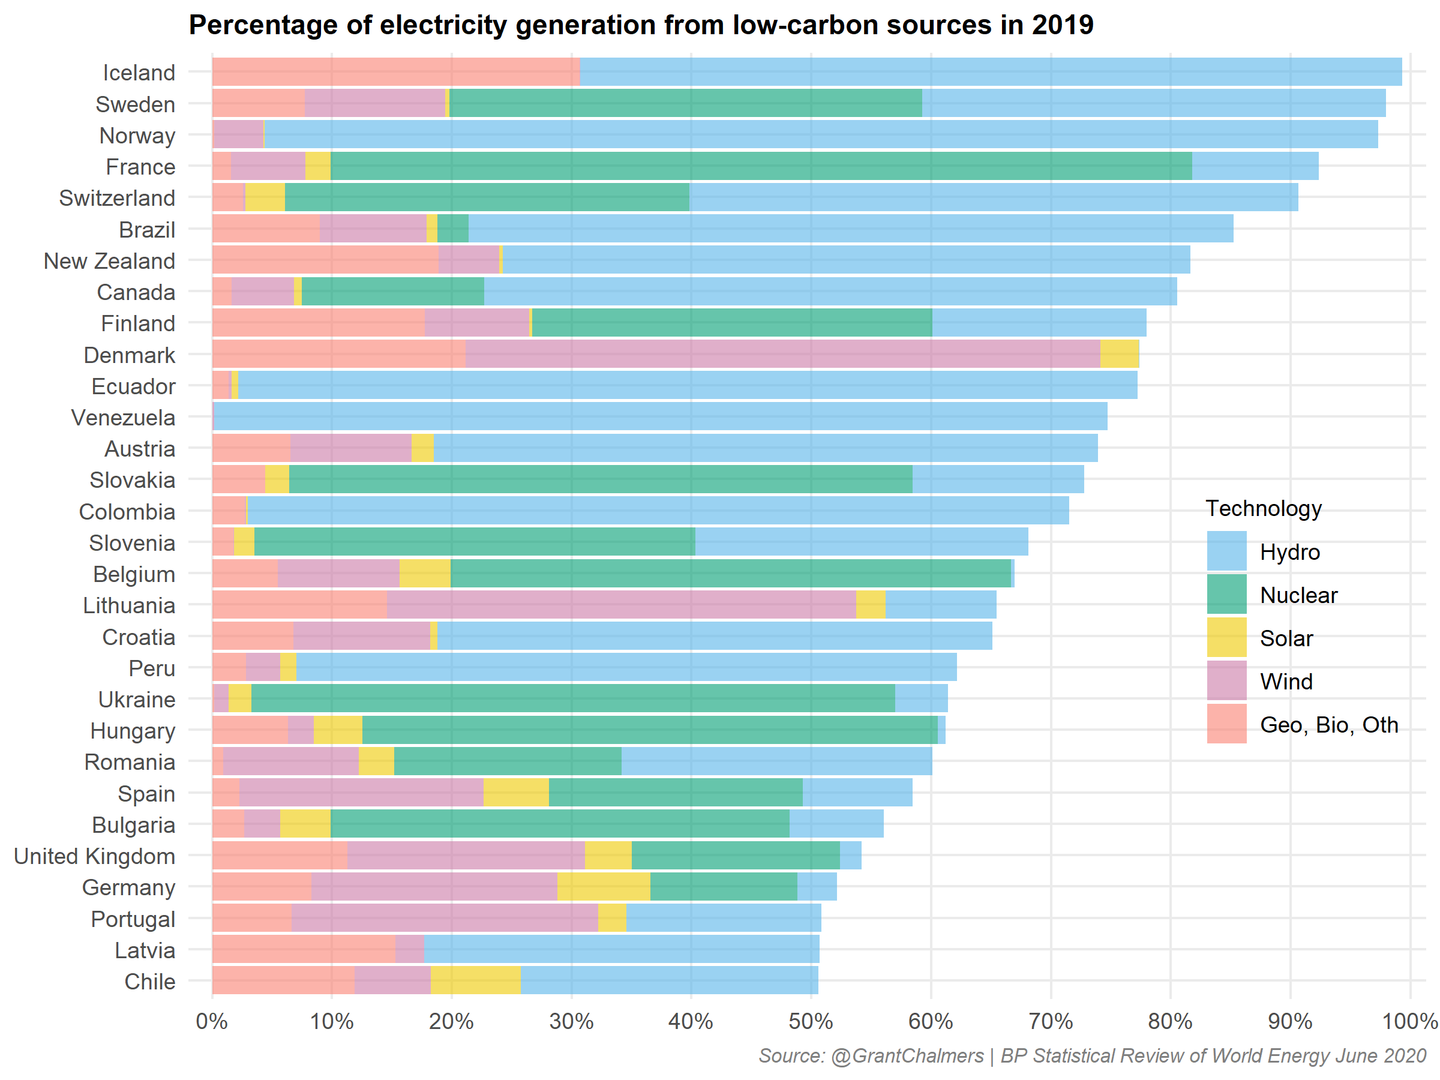 Percentage of electricity generation from low-carbon sources in 2019
Iceland
Sweden
Norway
France
Switzerland
Brazil
New Zealand
Canada
Finland
Denmark
Ecuador
Venezuela
Austria
Slovakia
Colombia
Slovenia
Belgium
Lithuania
Croatia
Peru
Ukraine
Hungary
Romania
Spain
Bulgaria
United Kingdom
Germany
Portugal
Latvia
Chile
Technology
Hydro
Nuclear
Solar
Wind
Geo, Bio, Oth
0% 10% 20% 30% 40% 50% 60% 70% 80% 90% 100%
Source: @GrantChalmers | BP Statistical Review of World Energy June 2020